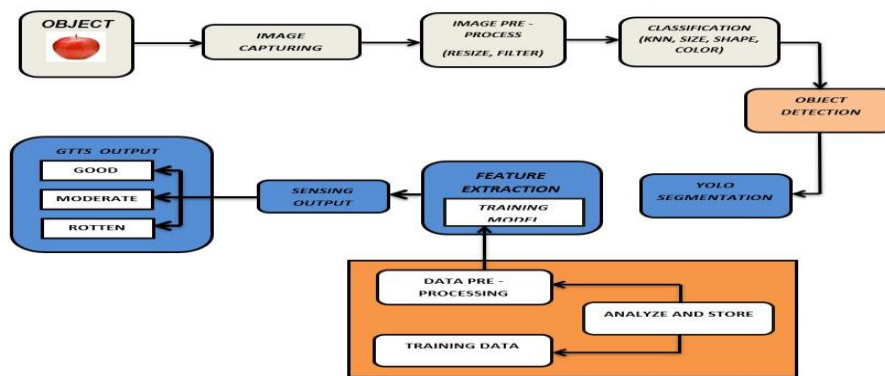 OBJECT
IMAGE
CAPTURING
IMAGE PRE -
PROCESS
(RESIZE, FILTER)
CLASSIFICATION
(KNN, SIZE, SHAPE,
COLOR)
OBJECT
DETECTION
YOLO
SEGMENTATION
FEATURE
EXTRACTION
TRAINING
MODEL
SENSING
OUTPUT
GTTS OUTPUT
GOOD
MODERATE
ROTTEN
DATA PRE -
PROCESSING
ANALYZE AND STORE
TRAINING DATA